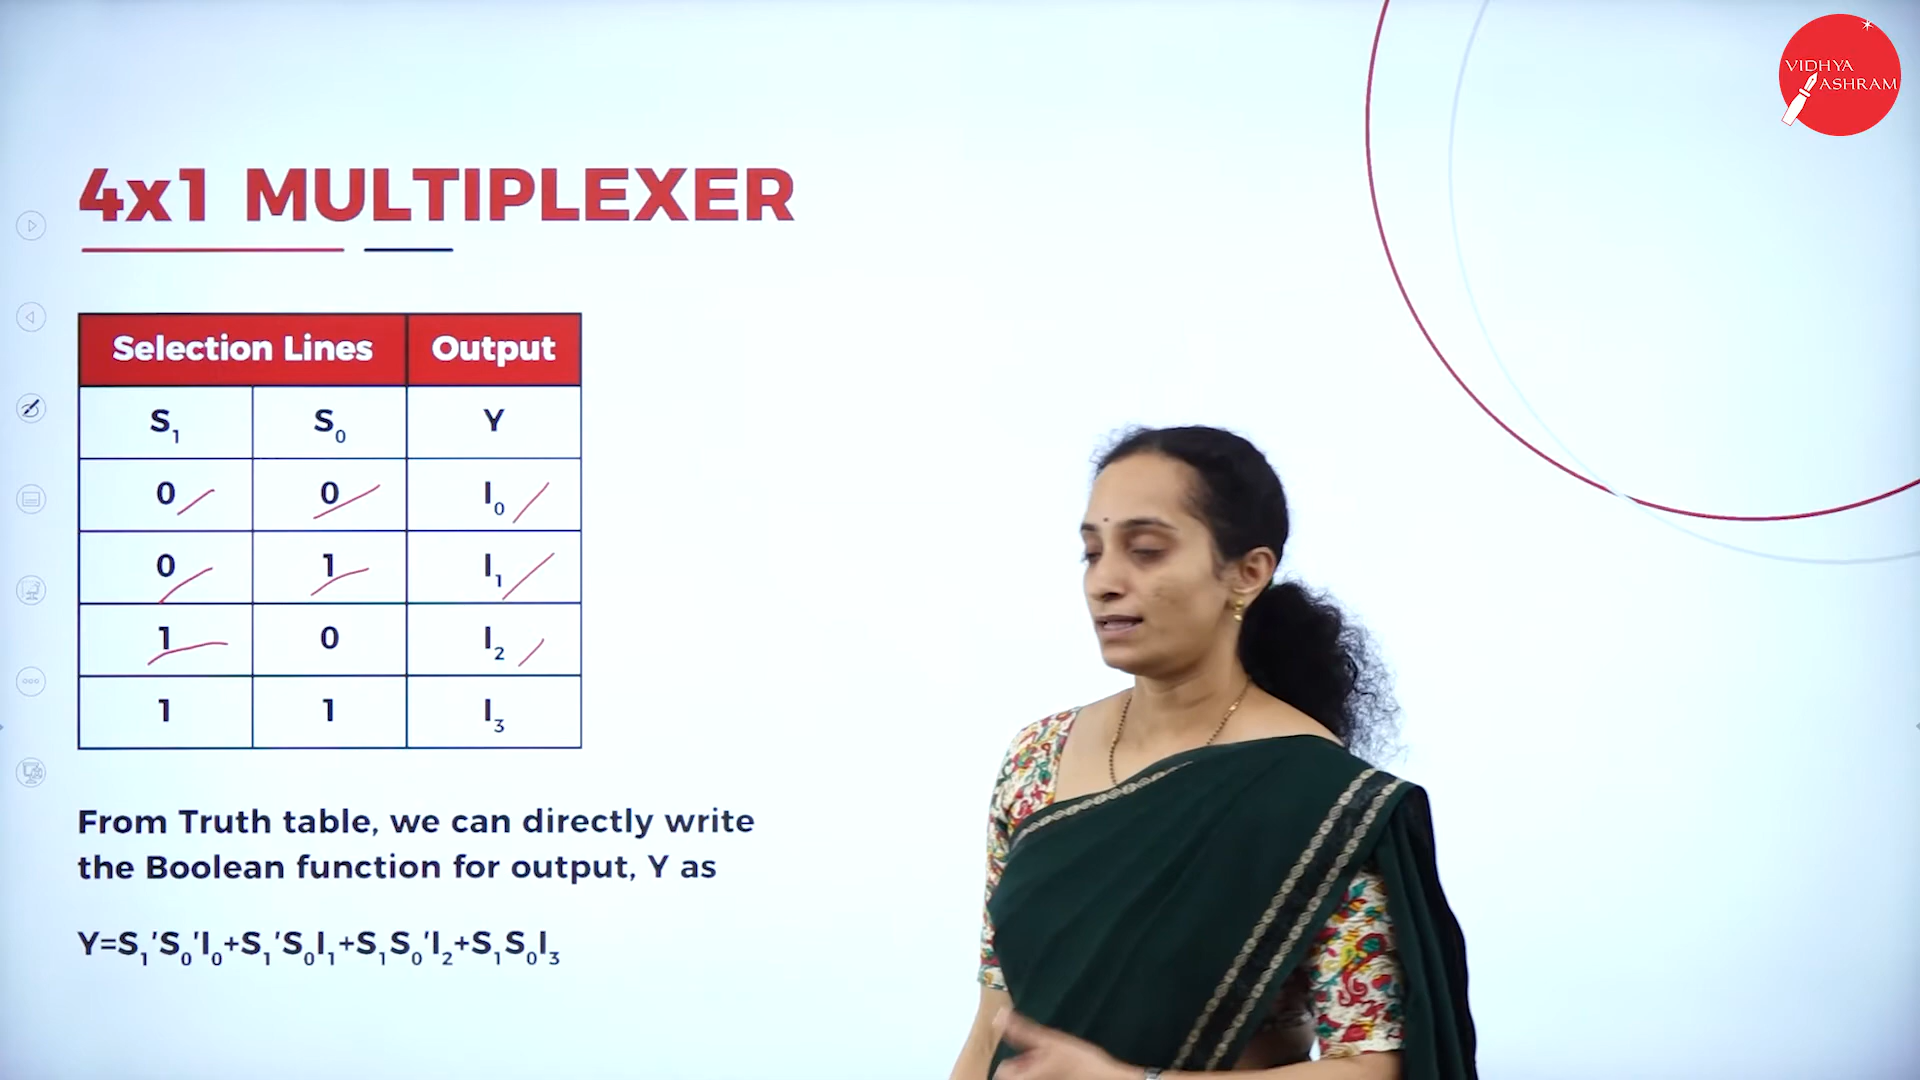 VIDHYA
ASHRAM
4x1 MULTIPLEXER
Selection Lines Output
S₁ S₀ Y
0 0 I₀
0 1 I₁
1 0 I₂
1 1 I₃
From Truth table, we can directly write
the Boolean function for output, Y as
Y=S₁'S₀'I₀+S₁'S₀I₁+S₁S₀'I₂+S₁S₀I₃